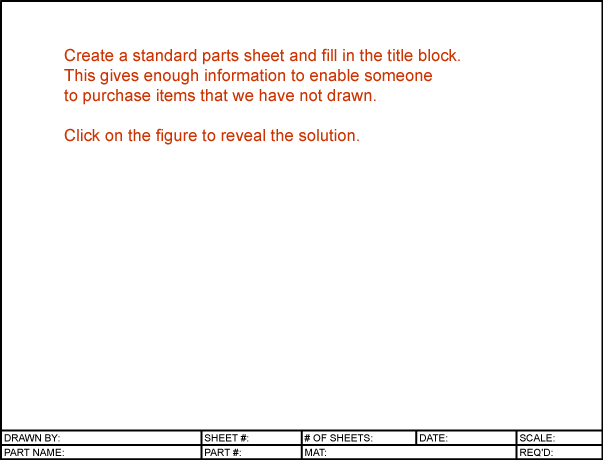 Create a standard parts sheet and fill in the title block.
This gives enough information to enable someone
to purchase items that we have not drawn.
Click on the figure to reveal the solution.
DRAWN BY: SHEET #: # OF SHEETS: DATE: SCALE:
PART NAME: PART #: MAT: REQ'D: